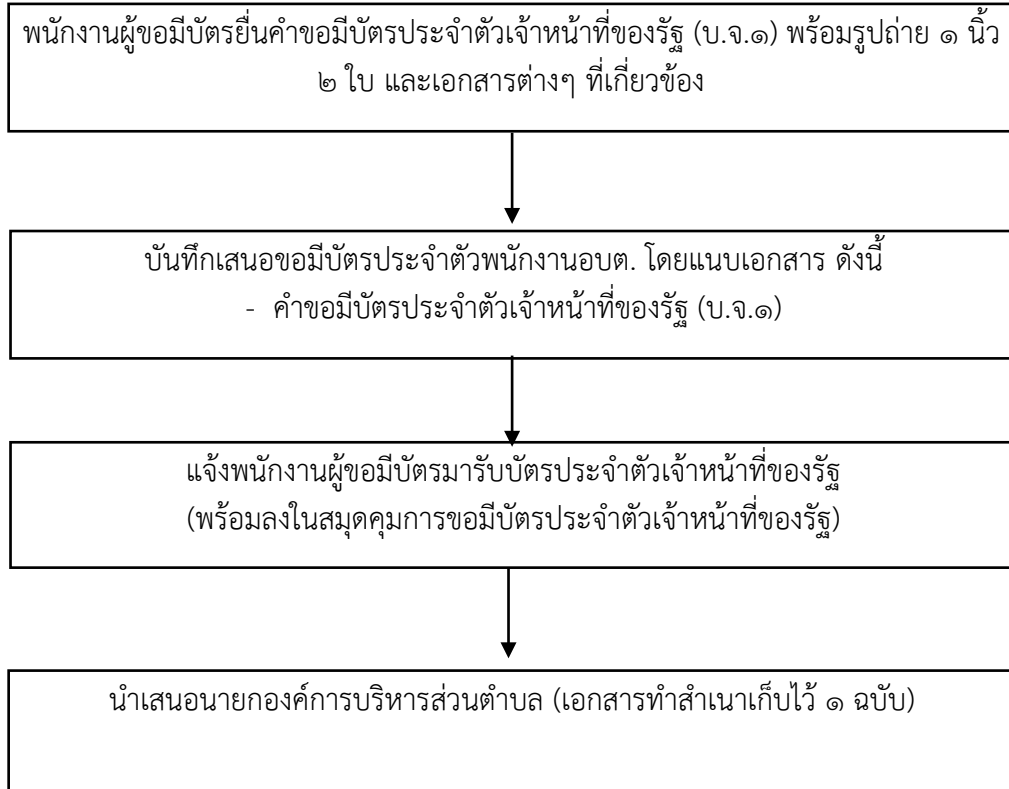 พนักงานผู้ขอมีบัตรยื่นคำขอมีบัตรประจำตัวเจ้าหน้าที่ของรัฐ (บ.จ.๑) พร้อมรูปถ่าย ๑ นิ้ว
๒ ใบ และเอกสารต่างๆ ที่เกี่ยวข้อง
บันทึกเสนอขอมีบัตรประจำตัวพนักงานอบต. โดยแนบเอกสาร ดังนี้
- คำขอมีบัตรประจำตัวเจ้าหน้าที่ของรัฐ (บ.จ.๑)
แจ้งพนักงานผู้ขอมีบัตรมารับบัตรประจำตัวเจ้าหน้าที่ของรัฐ
(พร้อมลงในสมุดคุมการขอมีบัตรประจำตัวเจ้าหน้าที่ของรัฐ)
นำเสนอนายกองค์การบริหารส่วนตำบล (เอกสารทำสำเนาเก็บไว้ ๑ ฉบับ)